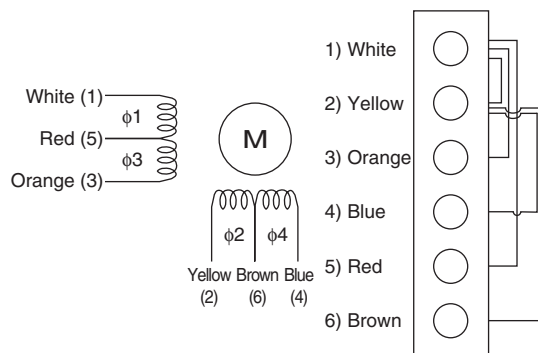 White (1)
ϕ1
Red (5)
ϕ3
Orange (3)
M
ϕ2
ϕ4
Yellow Brown Blue
(2) (6) (4)
1) White
2) Yellow
3) Orange
4) Blue
5) Red
6) Brown